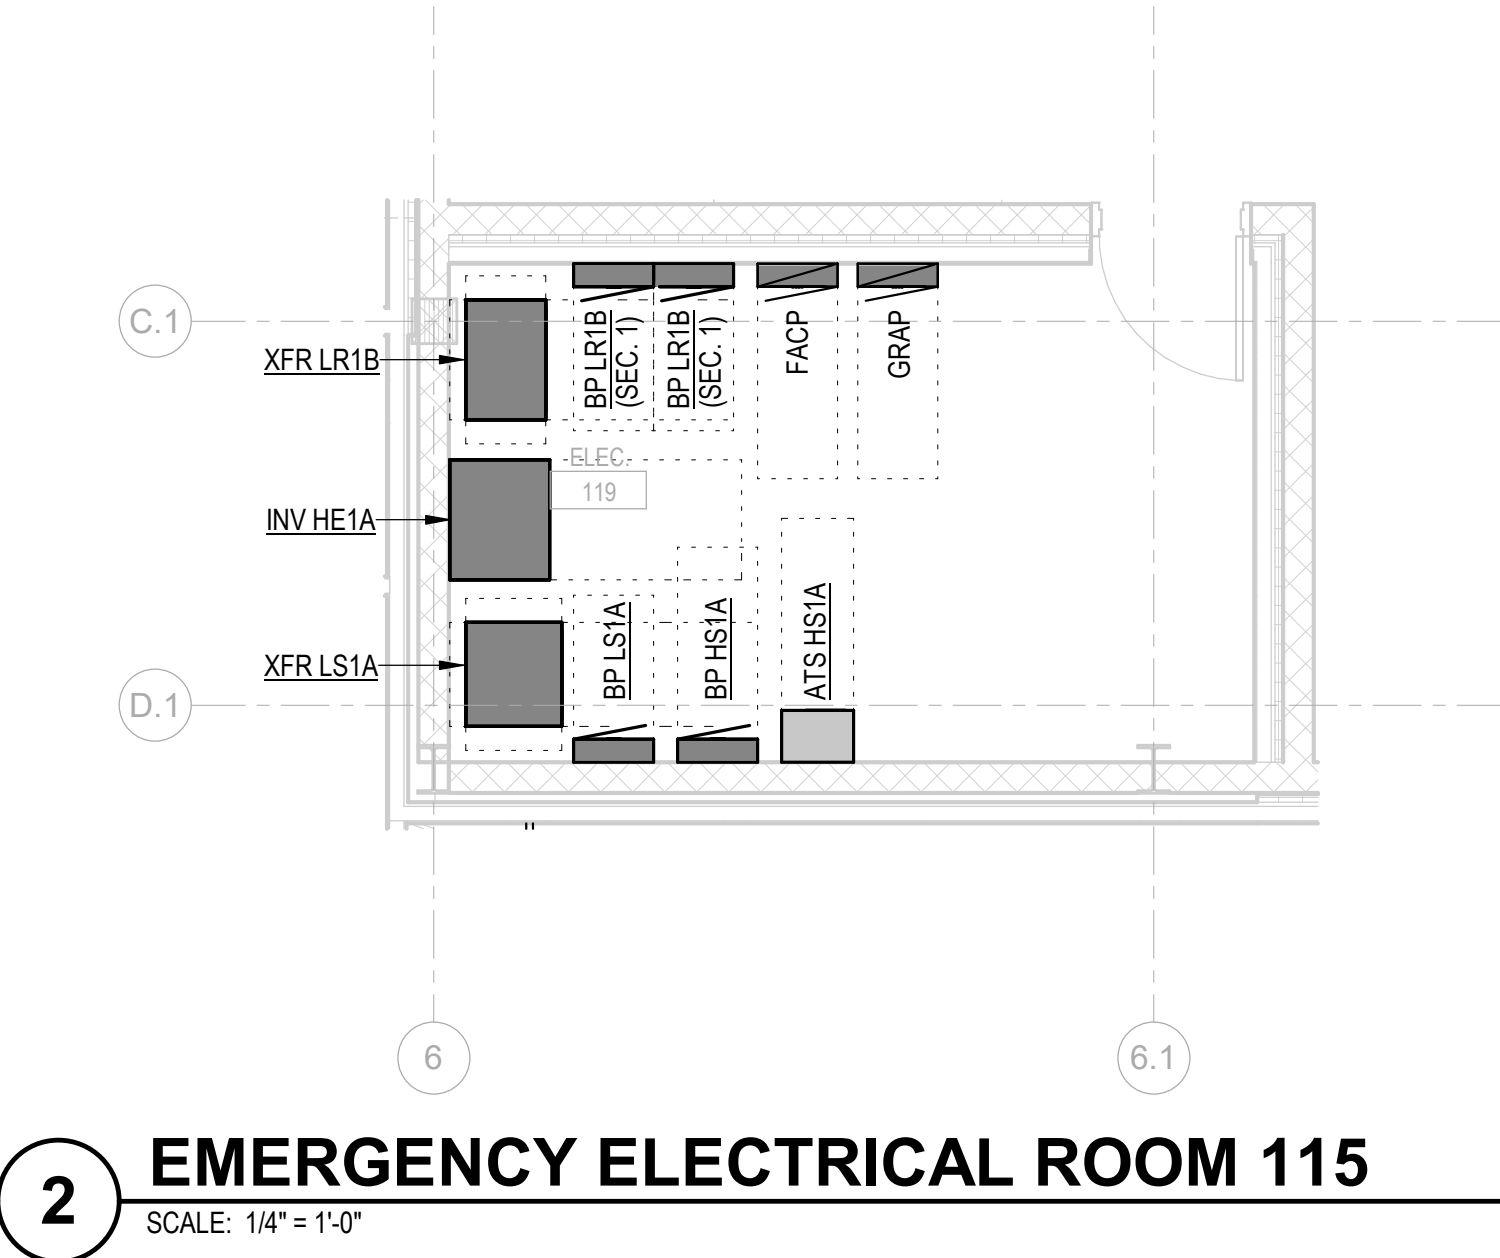 C.1
XFR LR1B
BP LR1B
(SEC. 1)
BP LR1B
(SEC. 1)
FACP
GRAP
ELEC.
119
INV HE1A
XFR LS1A
BP LS1A
BP HS1A
ATS HS1A
D.1
6
6.1
2
EMERGENCY ELECTRICAL ROOM 115
SCALE: 1/4" = 1'-0"